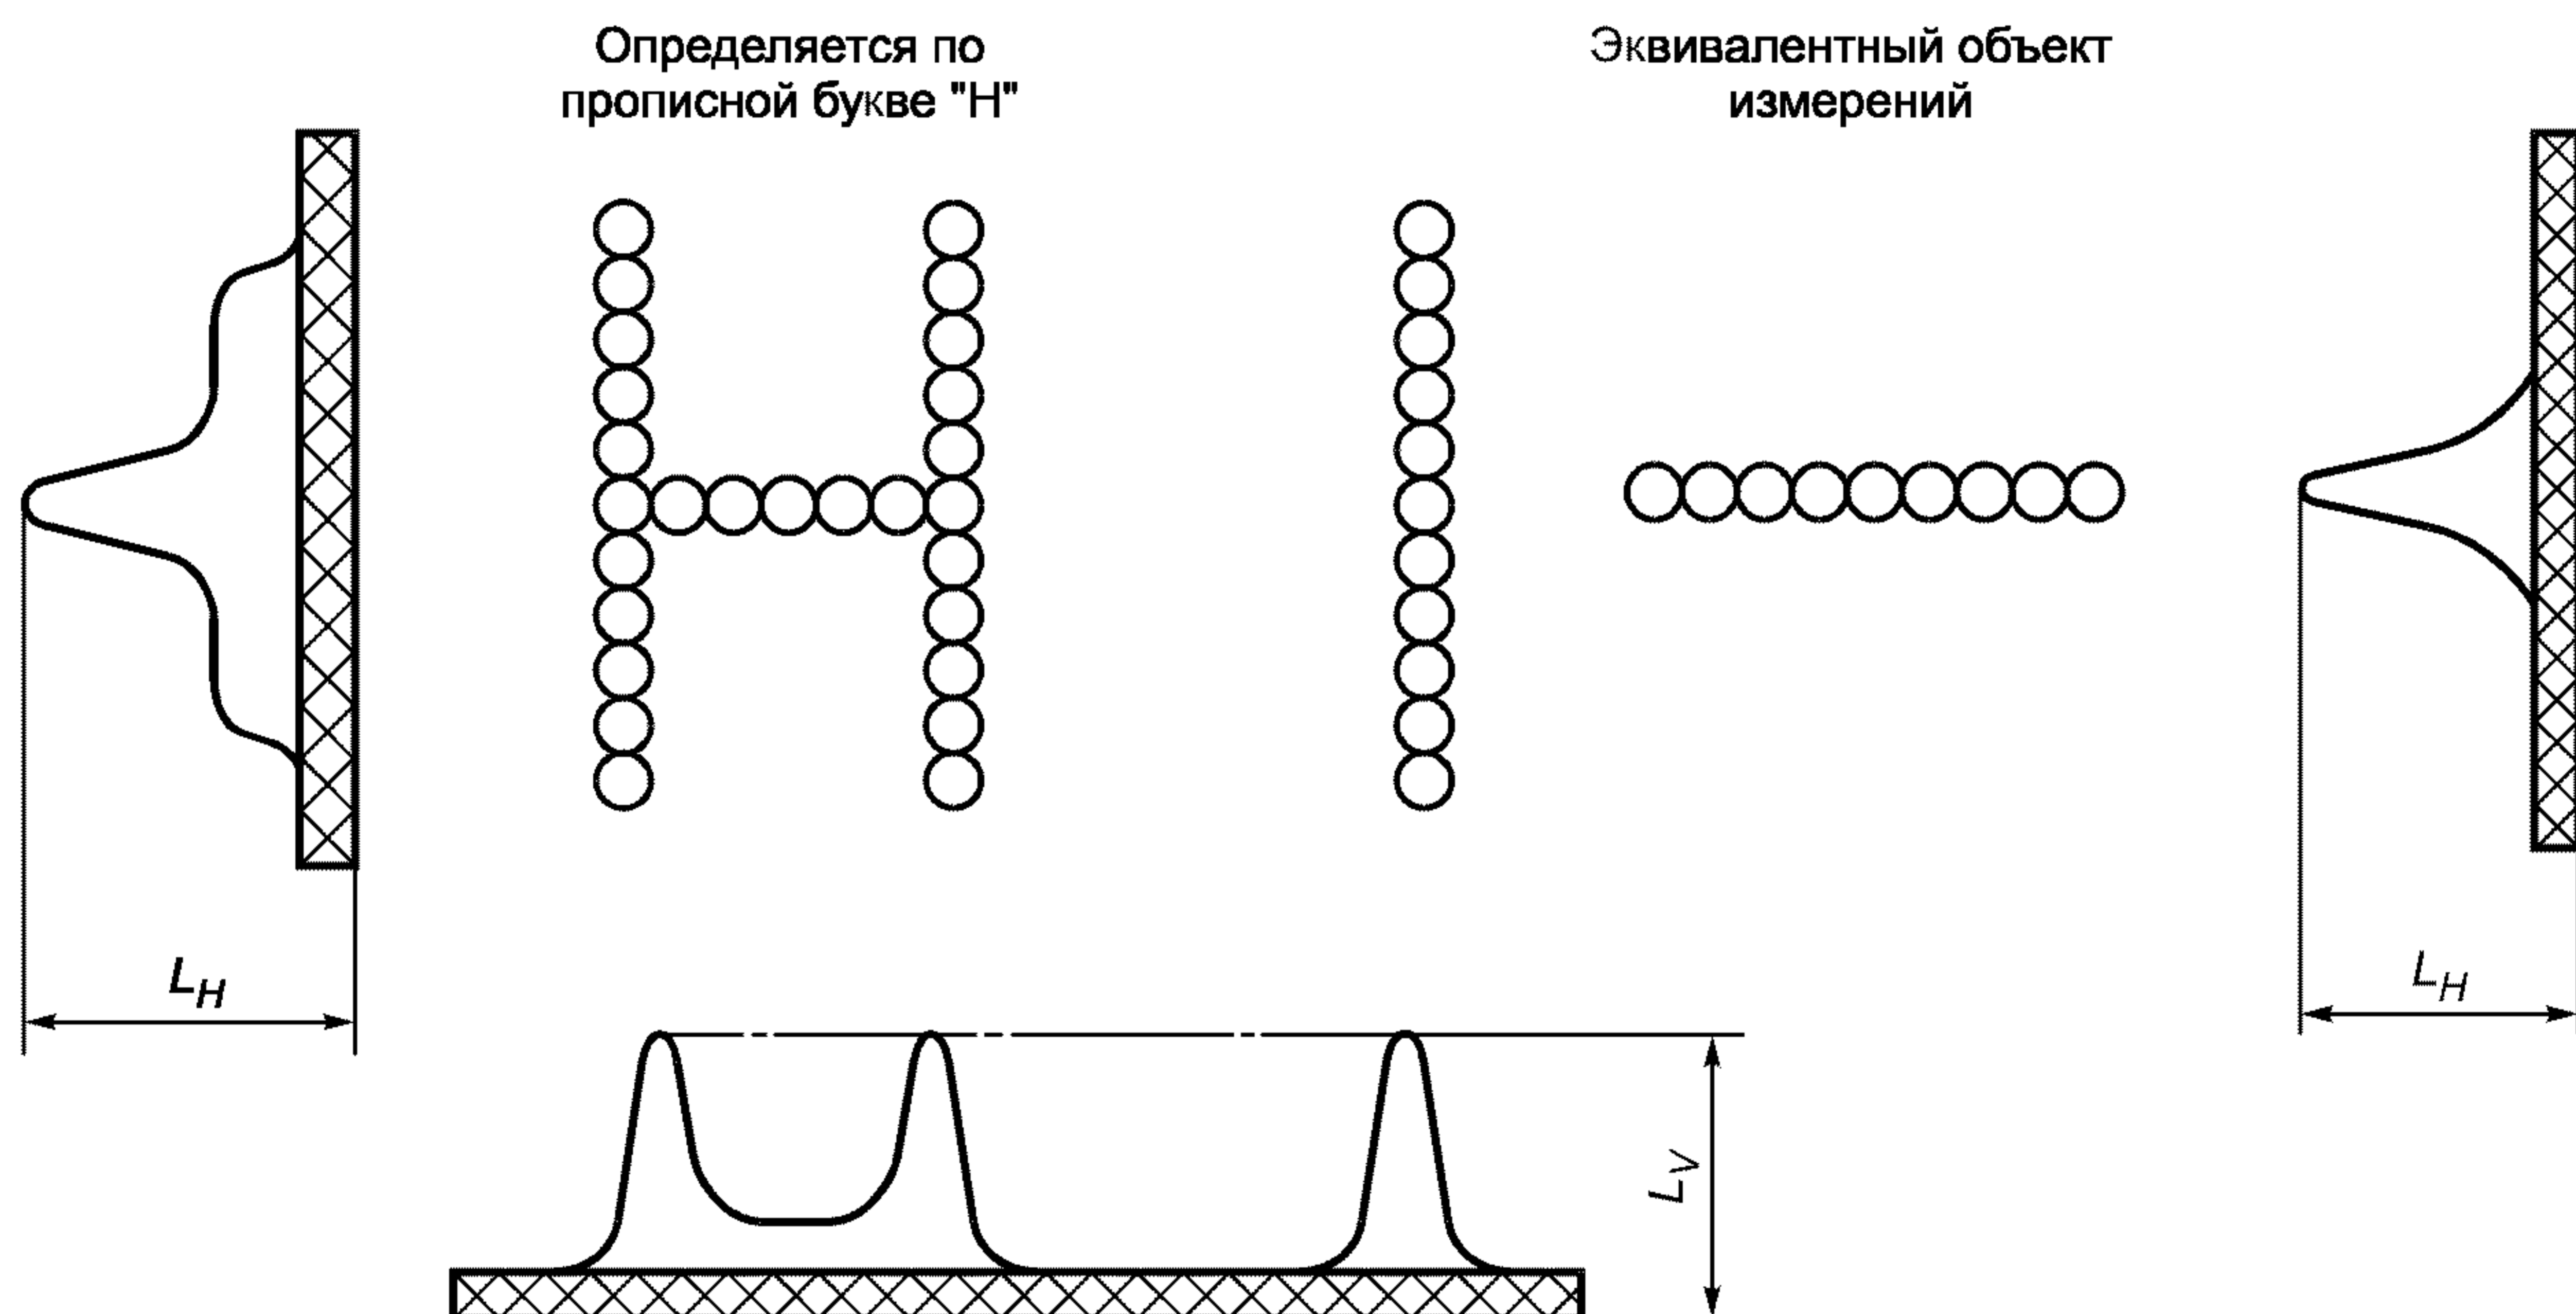 Определяется по
прописной букве "Н"
Эквивалентный объект
измерений
L_H
L_H
L_V